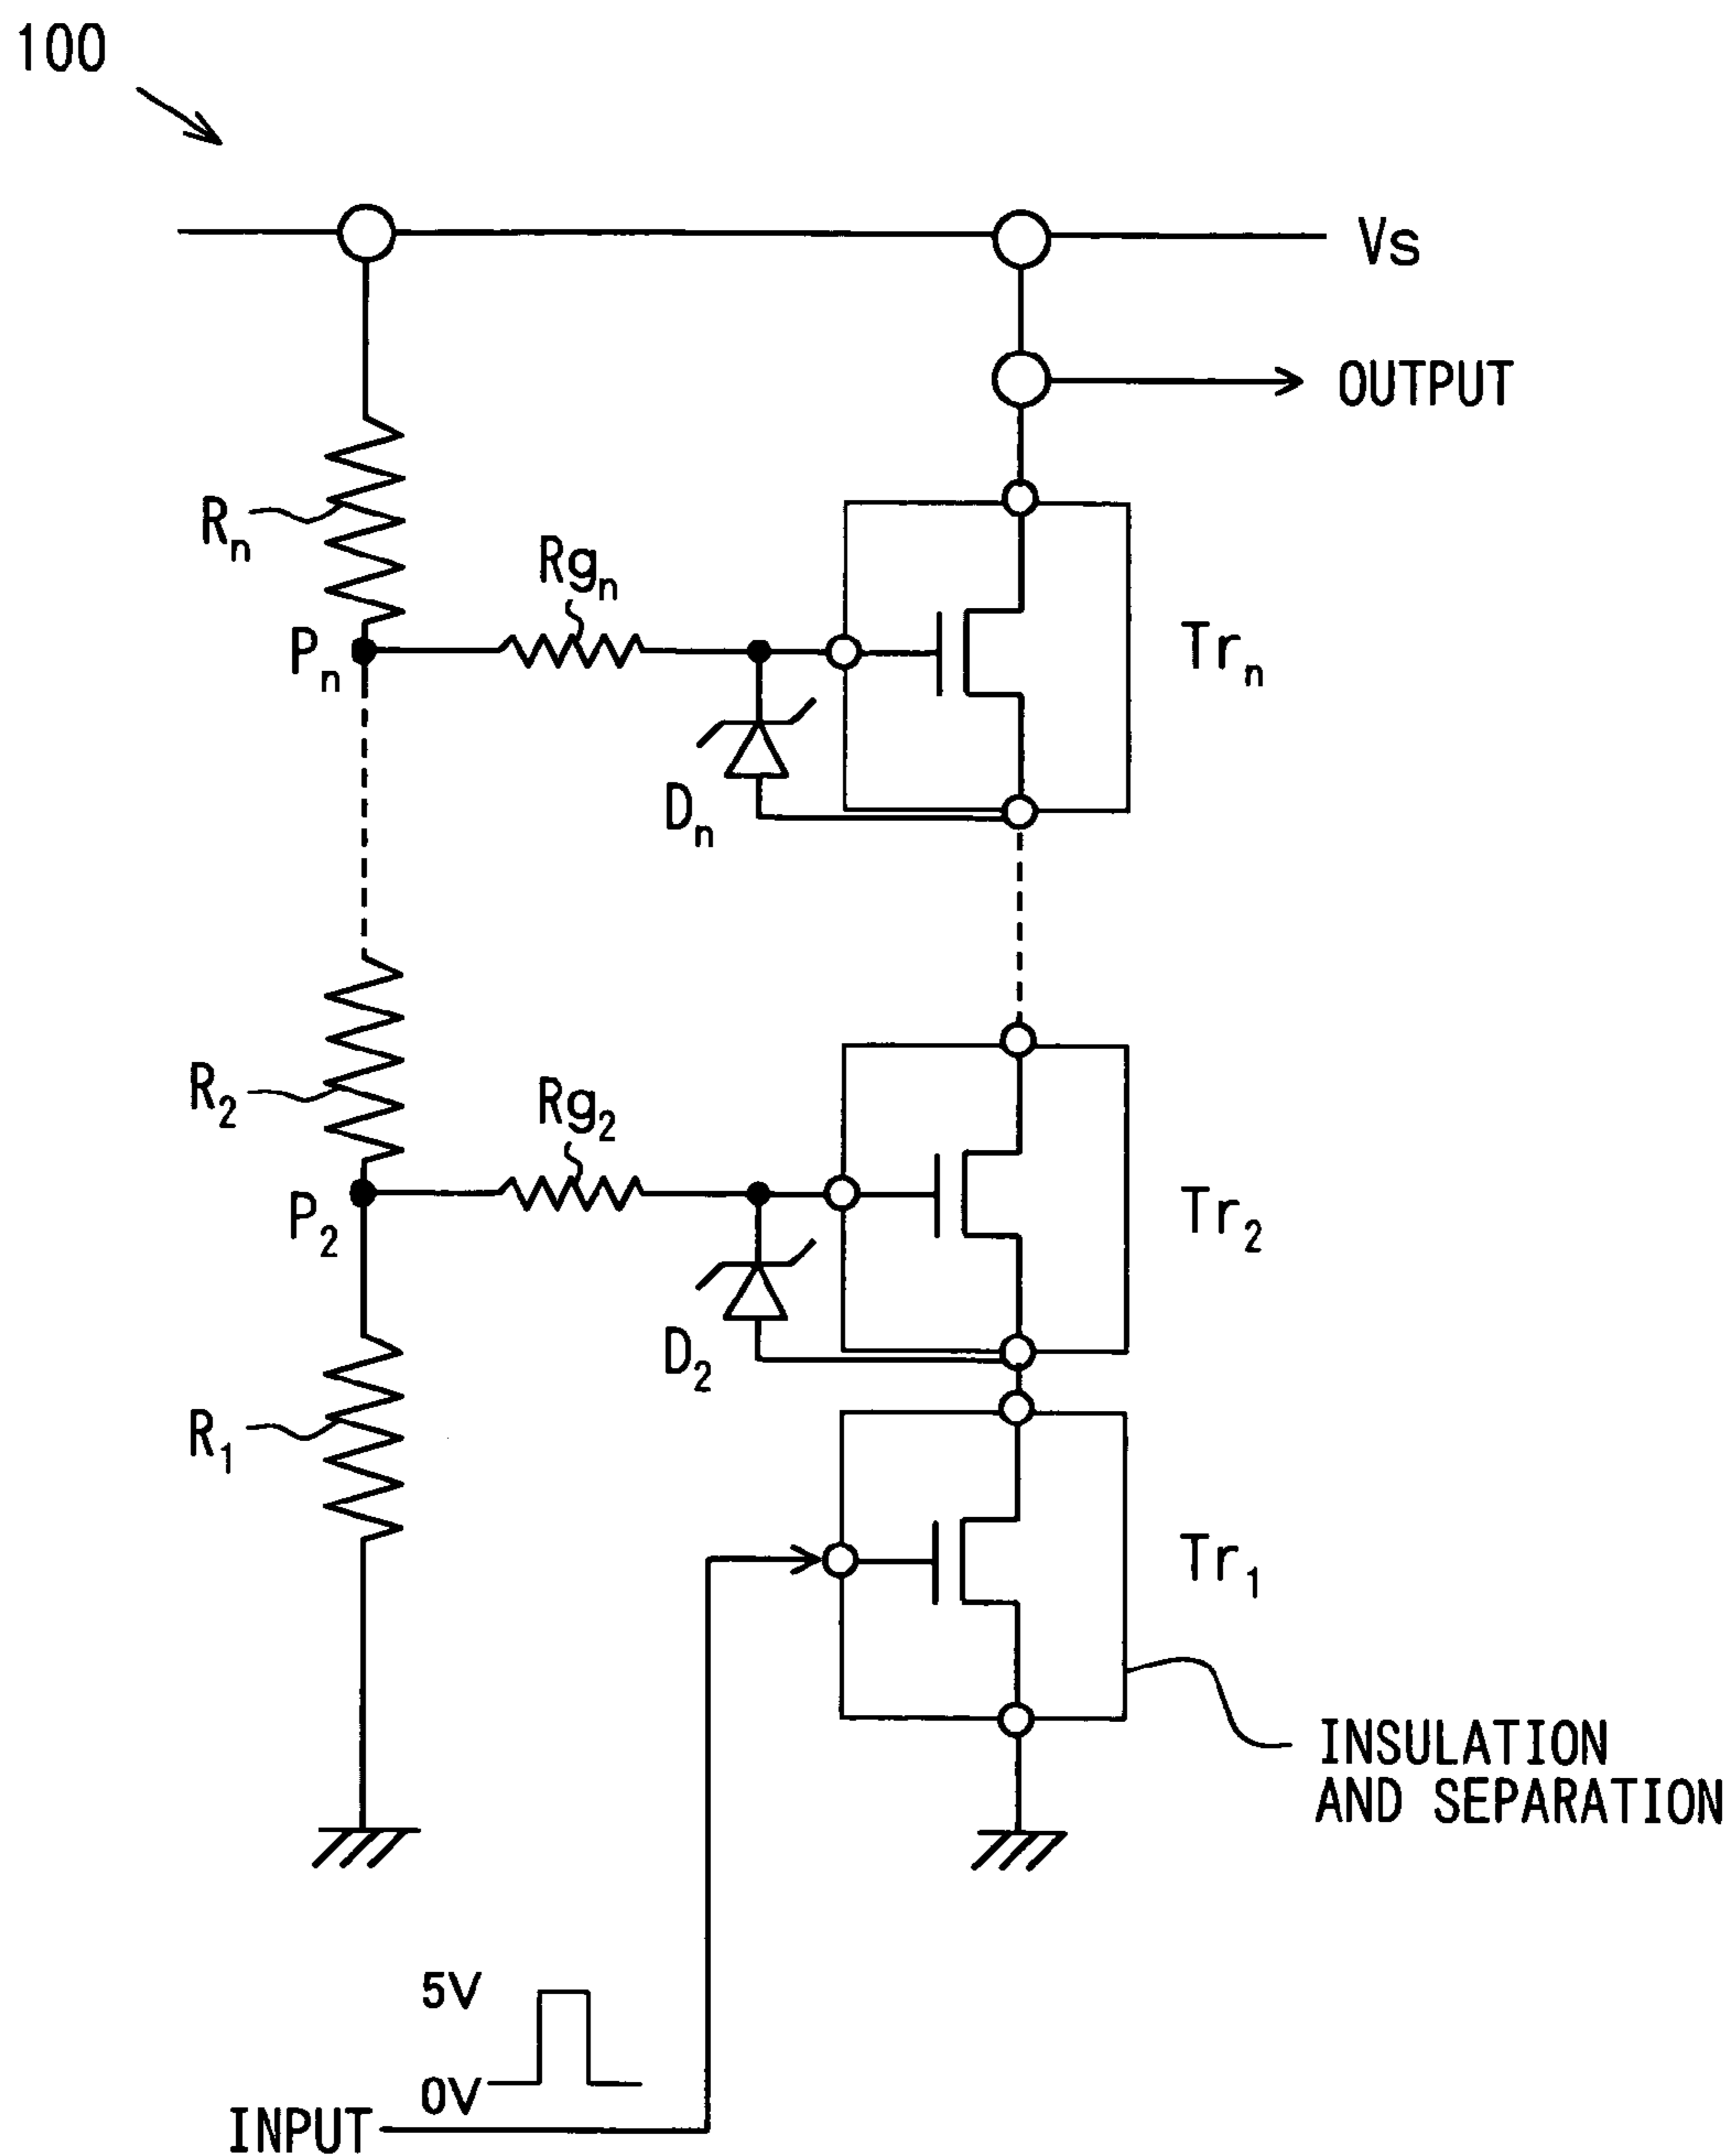 100
Vs
OUTPUT
Rn
Rgn
Pn
Trn
Dn
R2
Rg2
P2
Tr2
D2
R1
Tr1
INSULATION
AND SEPARATION
5V
0V
INPUT